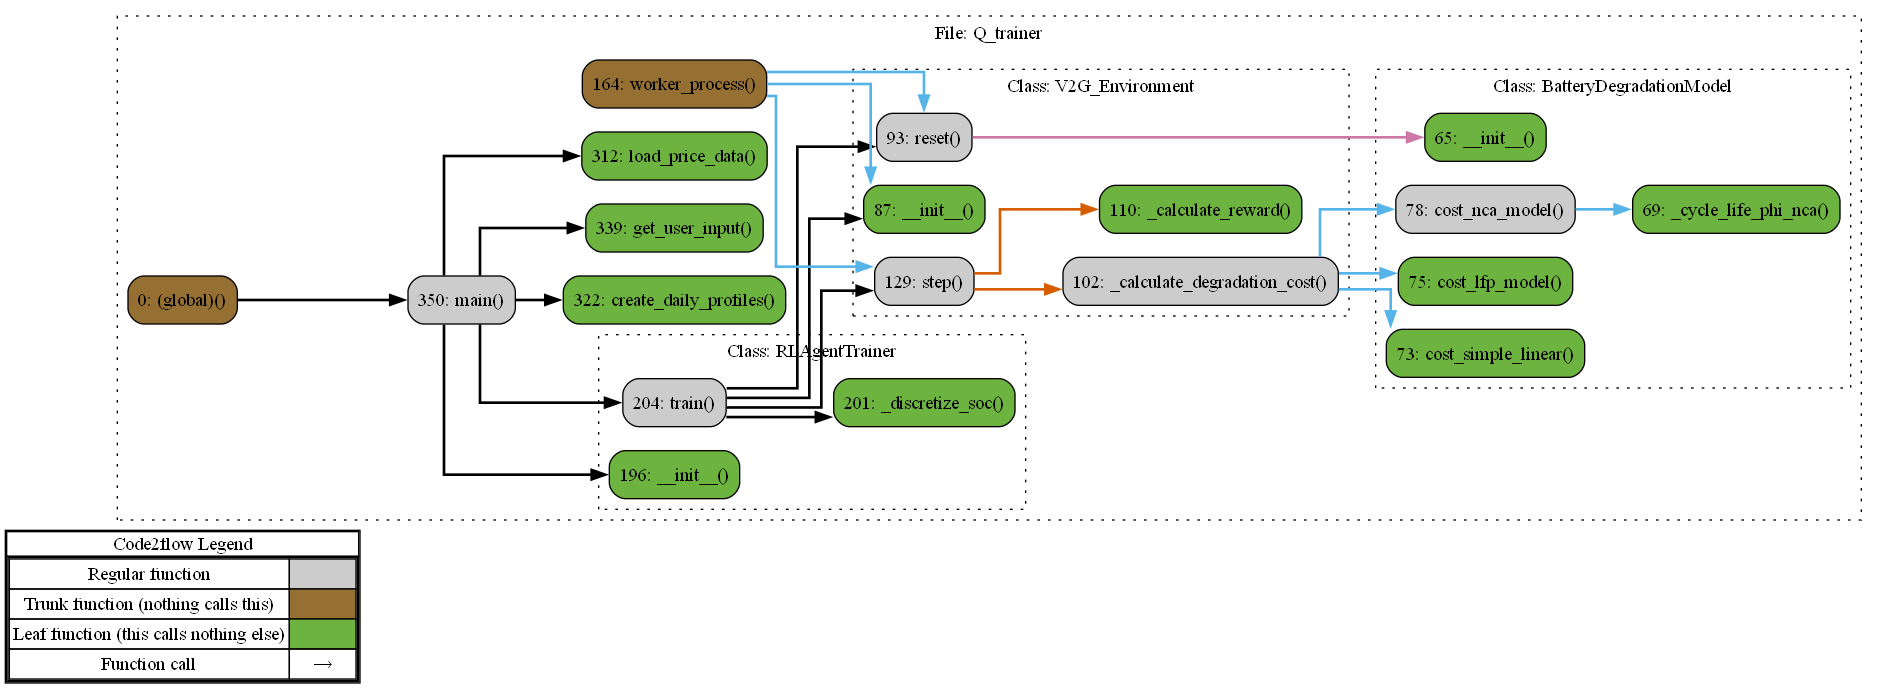 File: Q_trainer
164: worker_process()
Class: V2G_Environment
Class: BatteryDegradationModel
93: reset()
65: __init__()
312: load_price_data()
87: __init__()
110: _calculate_reward()
78: cost_nca_model()
69: _cycle_life_phi_nca()
339: get_user_input()
0: (global)()
350: main()
322: create_daily_profiles()
129: step()
102: _calculate_degradation_cost()
75: cost_lfp_model()
73: cost_simple_linear()
Class: RLAgentTrainer
204: train()
201: _discretize_soc()
196: __init__()
Code2flow Legend
Regular function
Trunk function (nothing calls this)
Leaf function (this calls nothing else)
Function call →